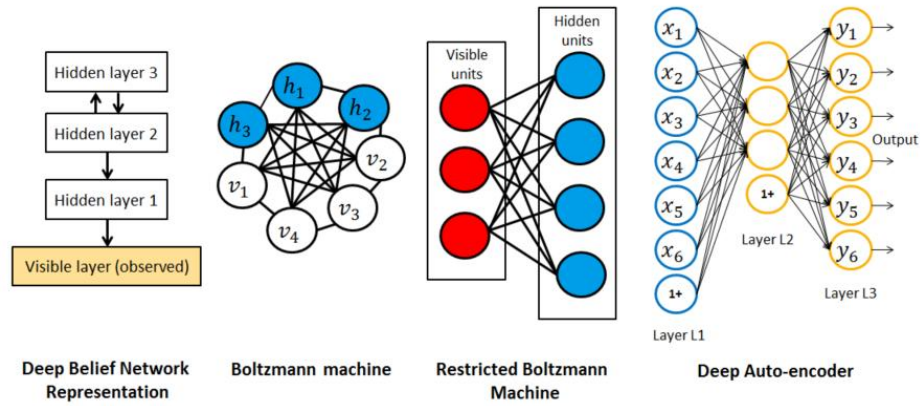 Hidden layer 3
Hidden layer 2
Hidden layer 1
Visible layer (observed)
Deep Belief Network
Representation
h₁
h₂
h₃
v₁
v₂
v₃
v₄
Boltzmann machine
Visible
units
Hidden
units
Restricted Boltzmann
Machine
x₁
x₂
x₃
x₄
x₅
x₆
1+
Layer L1
1+
Layer L2
y₁
y₂
y₃
y₄
y₅
y₆
Output
Layer L3
Deep Auto-encoder